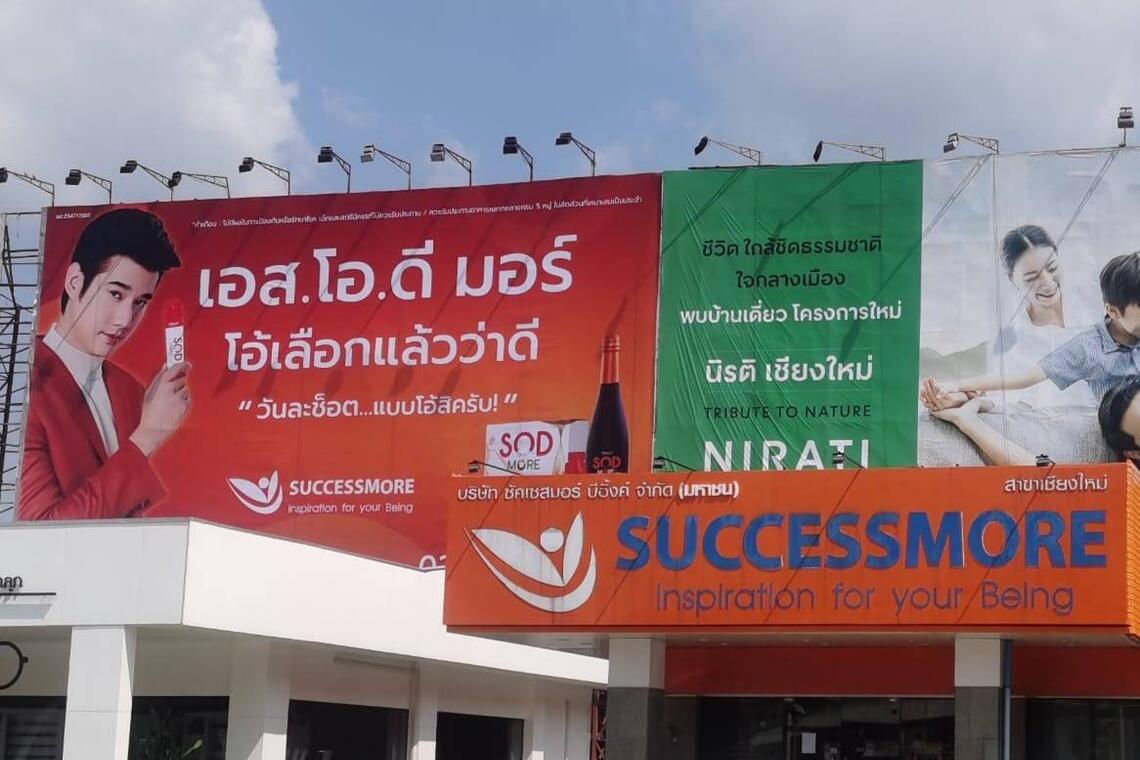 เอส.โอ.ดี มอร์
โอ้เลือกแล้วว่าดี
“ วันละช็อต...แบบโอ้สิครับ! ”
SOD
SOD
MORE
SOD
SUCCESSMORE
Inspiration for your Being
ชีวิต ใกล้ชิดธรรมชาติ
ใจกลางเมือง
พบบ้านเดี่ยว โครงการใหม่
นิรติ เชียงใหม่
TRIBUTE TO NATURE
NIRATI
บริษัท ซัคเซสมอร์ บีอิ้งค์ จำกัด (มหาชน)
สาขาเชียงใหม่
SUCCESSMORE
Inspiration for your Being